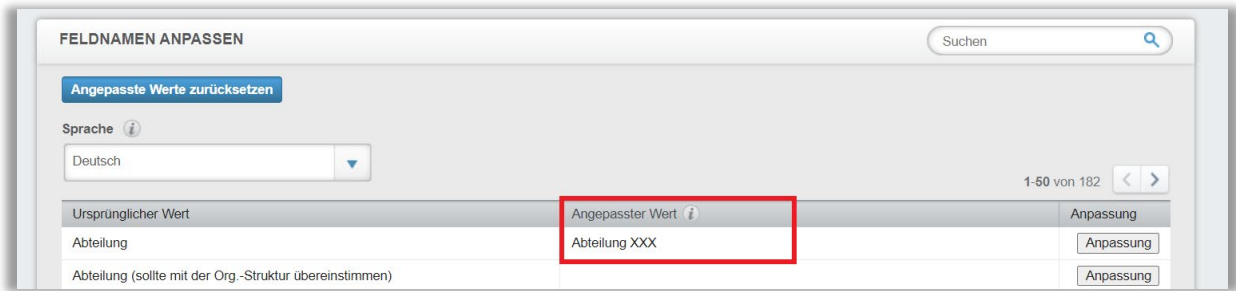 FELDNAMEN ANPASSEN
Suchen
Angepasste Werte zurücksetzen
Sprache
Deutsch
1-50 von 182
Ursprünglicher Wert Angepasster Wert Anpassung
Abteilung Abteilung XXX Anpassung
Abteilung (sollte mit der Org.-Struktur übereinstimmen) Anpassung